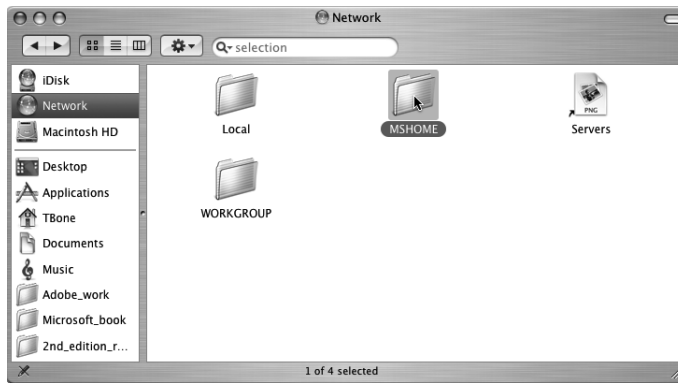 Network
selection
iDisk
Network
Macintosh HD
Desktop
Applications
TBone
Documents
Music
Adobe_work
Microsoft_book
2nd_edition_r...
Local
MSHOME
PNG
Servers
WORKGROUP
1 of 4 selected